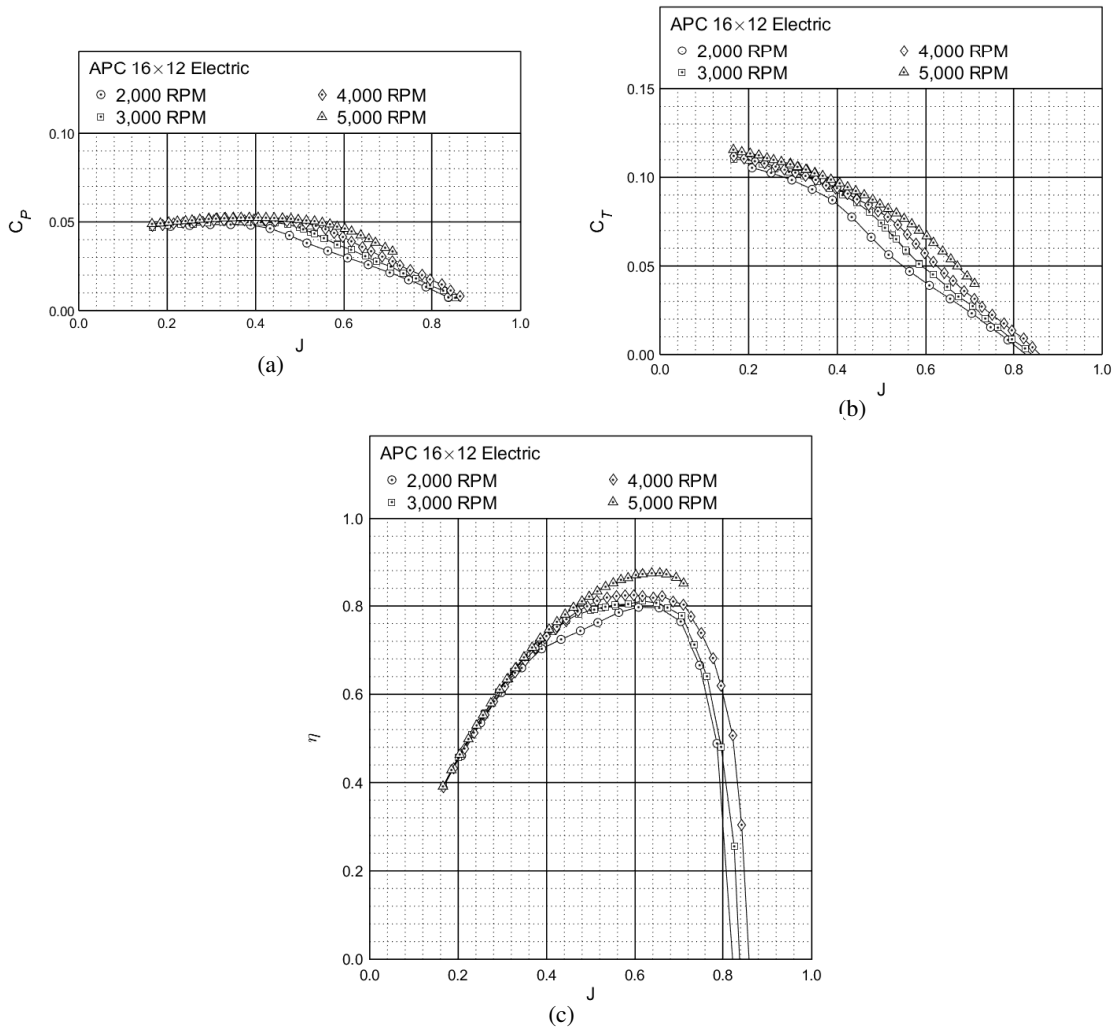 APC 16×12 Electric
2,000 RPM 4,000 RPM
3,000 RPM 5,000 RPM
0.10
0.05
0.00
C_P
0.0 0.2 0.4 0.6 0.8 1.0
J
(a)
APC 16×12 Electric
2,000 RPM 4,000 RPM
3,000 RPM 5,000 RPM
0.15
0.10
0.05
0.00
C_T
0.0 0.2 0.4 0.6 0.8 1.0
J
(b)
APC 16×12 Electric
2,000 RPM 4,000 RPM
3,000 RPM 5,000 RPM
1.0
0.8
0.6
0.4
0.2
0.0
η
0.0 0.2 0.4 0.6 0.8 1.0
J
(c)